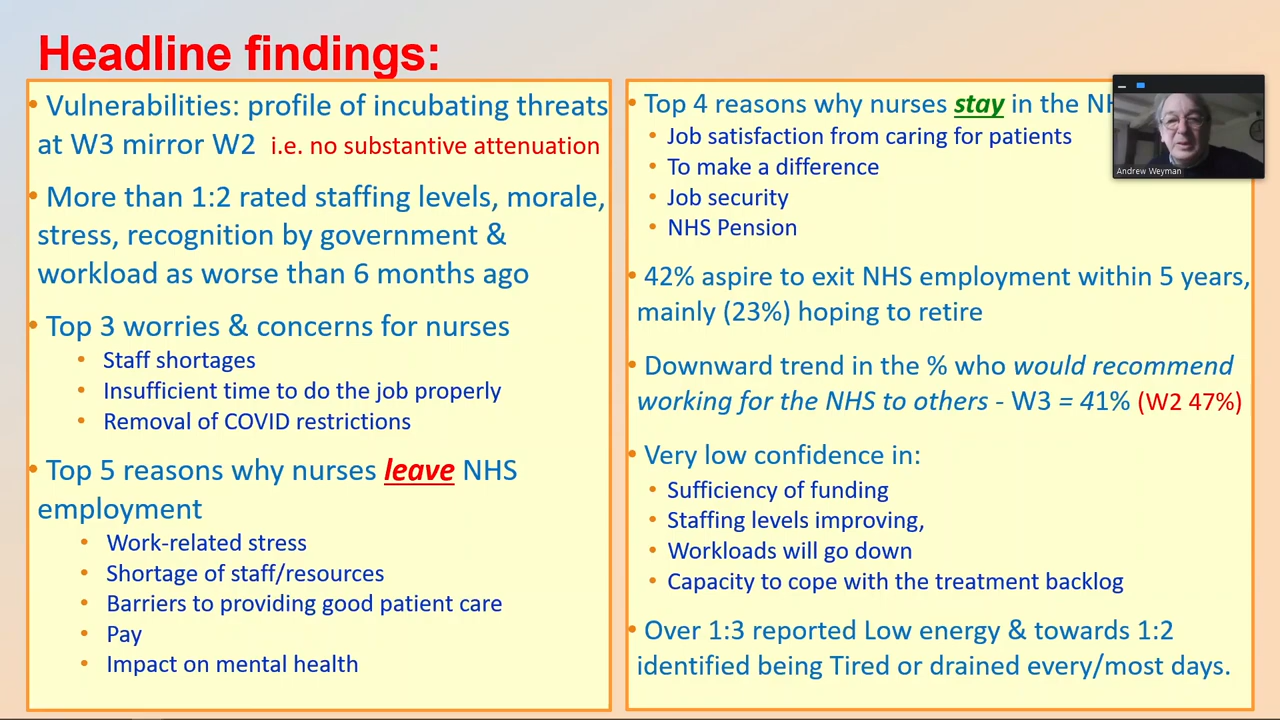 Headline findings:
• Vulnerabilities: profile of incubating threats
at W3 mirror W2 i.e. no substantive attenuation
• More than 1:2 rated staffing levels, morale,
stress, recognition by government &
workload as worse than 6 months ago
• Top 3 worries & concerns for nurses
• Staff shortages
• Insufficient time to do the job properly
• Removal of COVID restrictions
• Top 5 reasons why nurses leave NHS
employment
• Work-related stress
• Shortage of staff/resources
• Barriers to providing good patient care
• Pay
• Impact on mental health
• Top 4 reasons why nurses stay in the
• Job satisfaction from caring for patients
• To make a difference
• Job security
• NHS Pension
• 42% aspire to exit NHS employment within 5 years,
mainly (23%) hoping to retire
• Downward trend in the % who would recommend
working for the NHS to others - W3 = 41% (W2 47%)
• Very low confidence in:
• Sufficiency of funding
• Staffing levels improving,
• Workloads will go down
• Capacity to cope with the treatment backlog
• Over 1:3 reported Low energy & towards 1:2
identified being Tired or drained every/most days.
Andrew Weyman